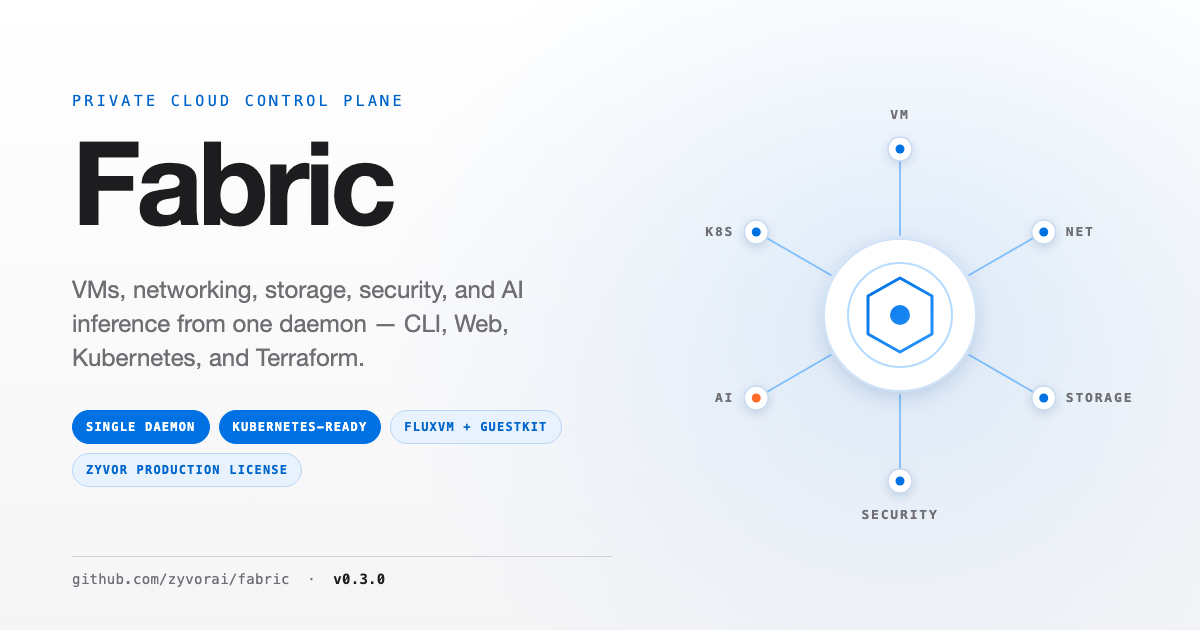 PRIVATE CLOUD CONTROL PLANE
Fabric
VMs, networking, storage, security, and AI
inference from one daemon — CLI, Web,
Kubernetes, and Terraform.
SINGLE DAEMON
KUBERNETES-READY
FLUXVM + GUESTKIT
ZYVOR PRODUCTION LICENSE
github.com/zyvorai/fabric · v0.3.0
VM
K8S
NET
AI
STORAGE
SECURITY